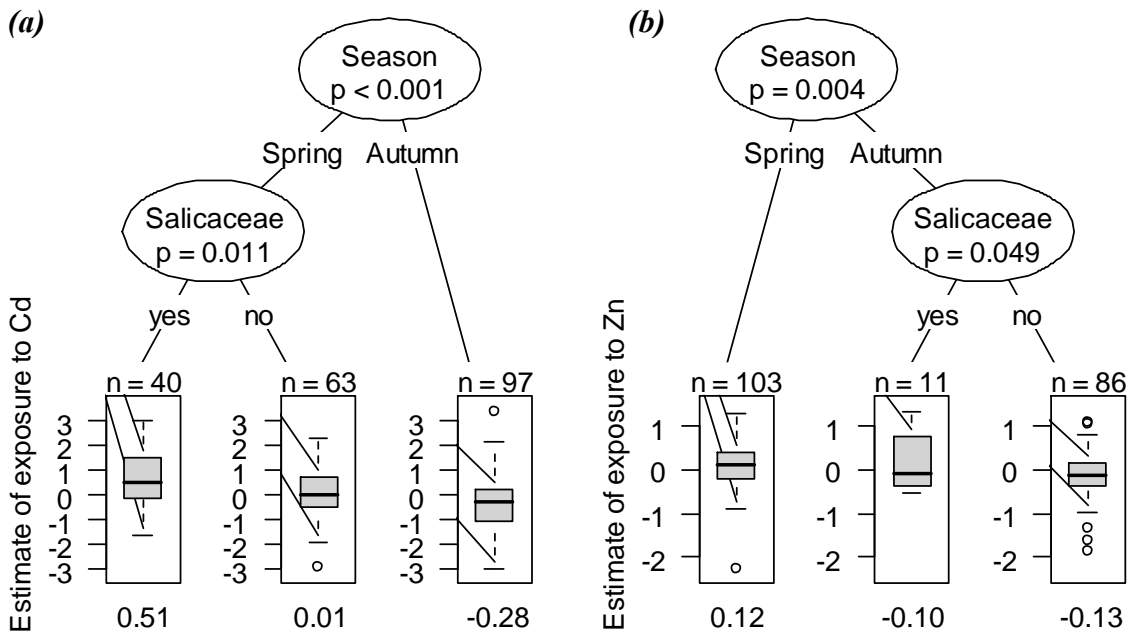 (a)
Season
p < 0.001
Spring Autumn
Salicaceae
p = 0.011
yes no
Estimate of exposure to Cd
n = 40 n = 63 n = 97
3 3 3
2 2 2
1 1 1
0 0 0
-1 -1 -1
-2 -2 -2
-3 -3 -3
0.51 0.01 -0.28
(b)
Season
p = 0.004
Spring Autumn
Salicaceae
p = 0.049
yes no
Estimate of exposure to Zn
n = 103 n = 11 n = 86
1 1 1
0 0 0
-1 -1 -1
-2 -2 -2
0.12 -0.10 -0.13